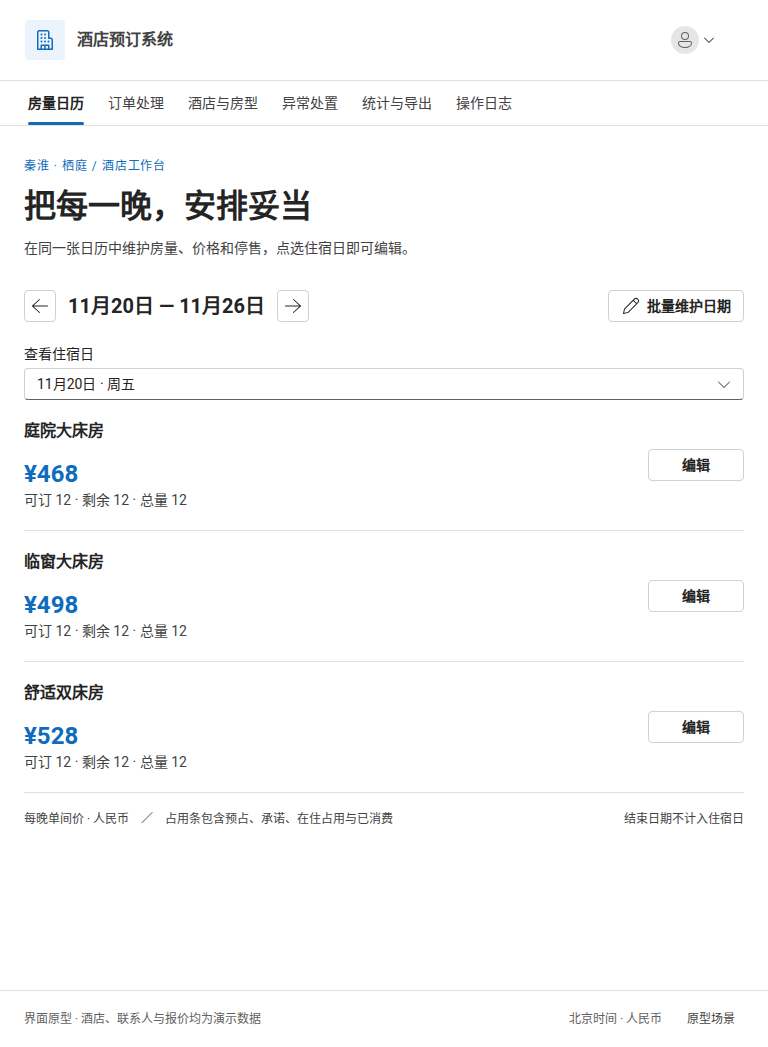 酒店预订系统
房量日历 订单处理 酒店与房型 异常处置 统计与导出 操作日志
秦淮 · 栖庭 / 酒店工作台
把每一晚，安排妥当
在同一张日历中维护房量、价格和停售，点选住宿日即可编辑。
11月20日 — 11月26日 批量维护日期
查看住宿日
11月20日 · 周五
庭院大床房
¥468
编辑
可订 12 · 剩余 12 · 总量 12
临窗大床房
¥498
编辑
可订 12 · 剩余 12 · 总量 12
舒适双床房
¥528
编辑
可订 12 · 剩余 12 · 总量 12
每晚单间价 · 人民币 ／ 占用条包含预占、承诺、在住占用与已消费 结束日期不计入住宿日
界面原型 · 酒店、联系人与报价均为演示数据 北京时间 · 人民币 原型场景